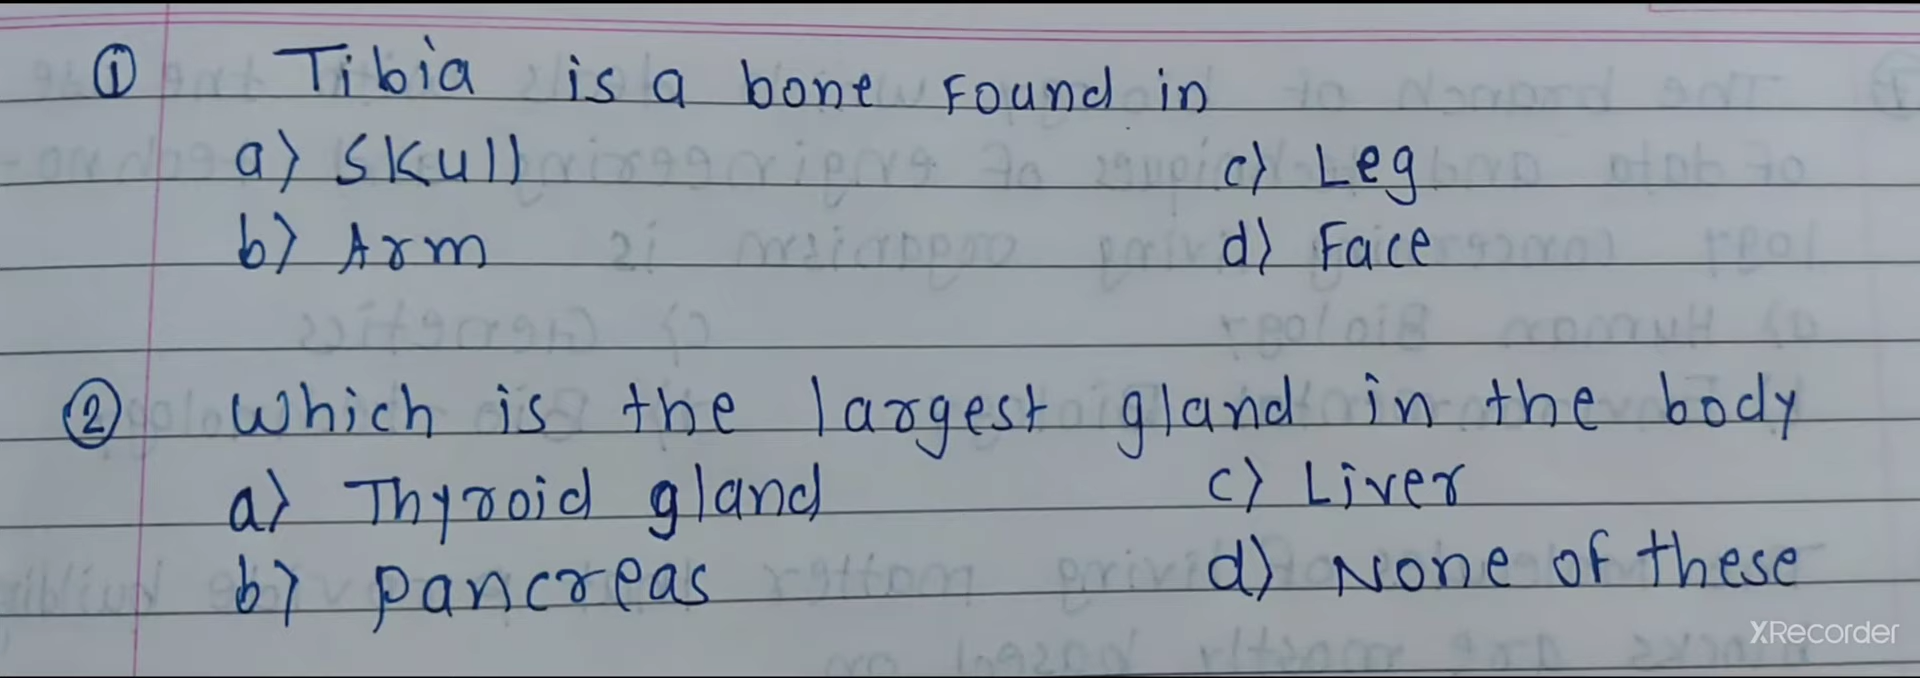 ① Tibia is a bone found in
a) Skull c) Leg
b) Arm d) Face
② Which is the largest gland in the body
a) Thyroid gland c) Liver
b) Pancreas d) None of these
XRecorder